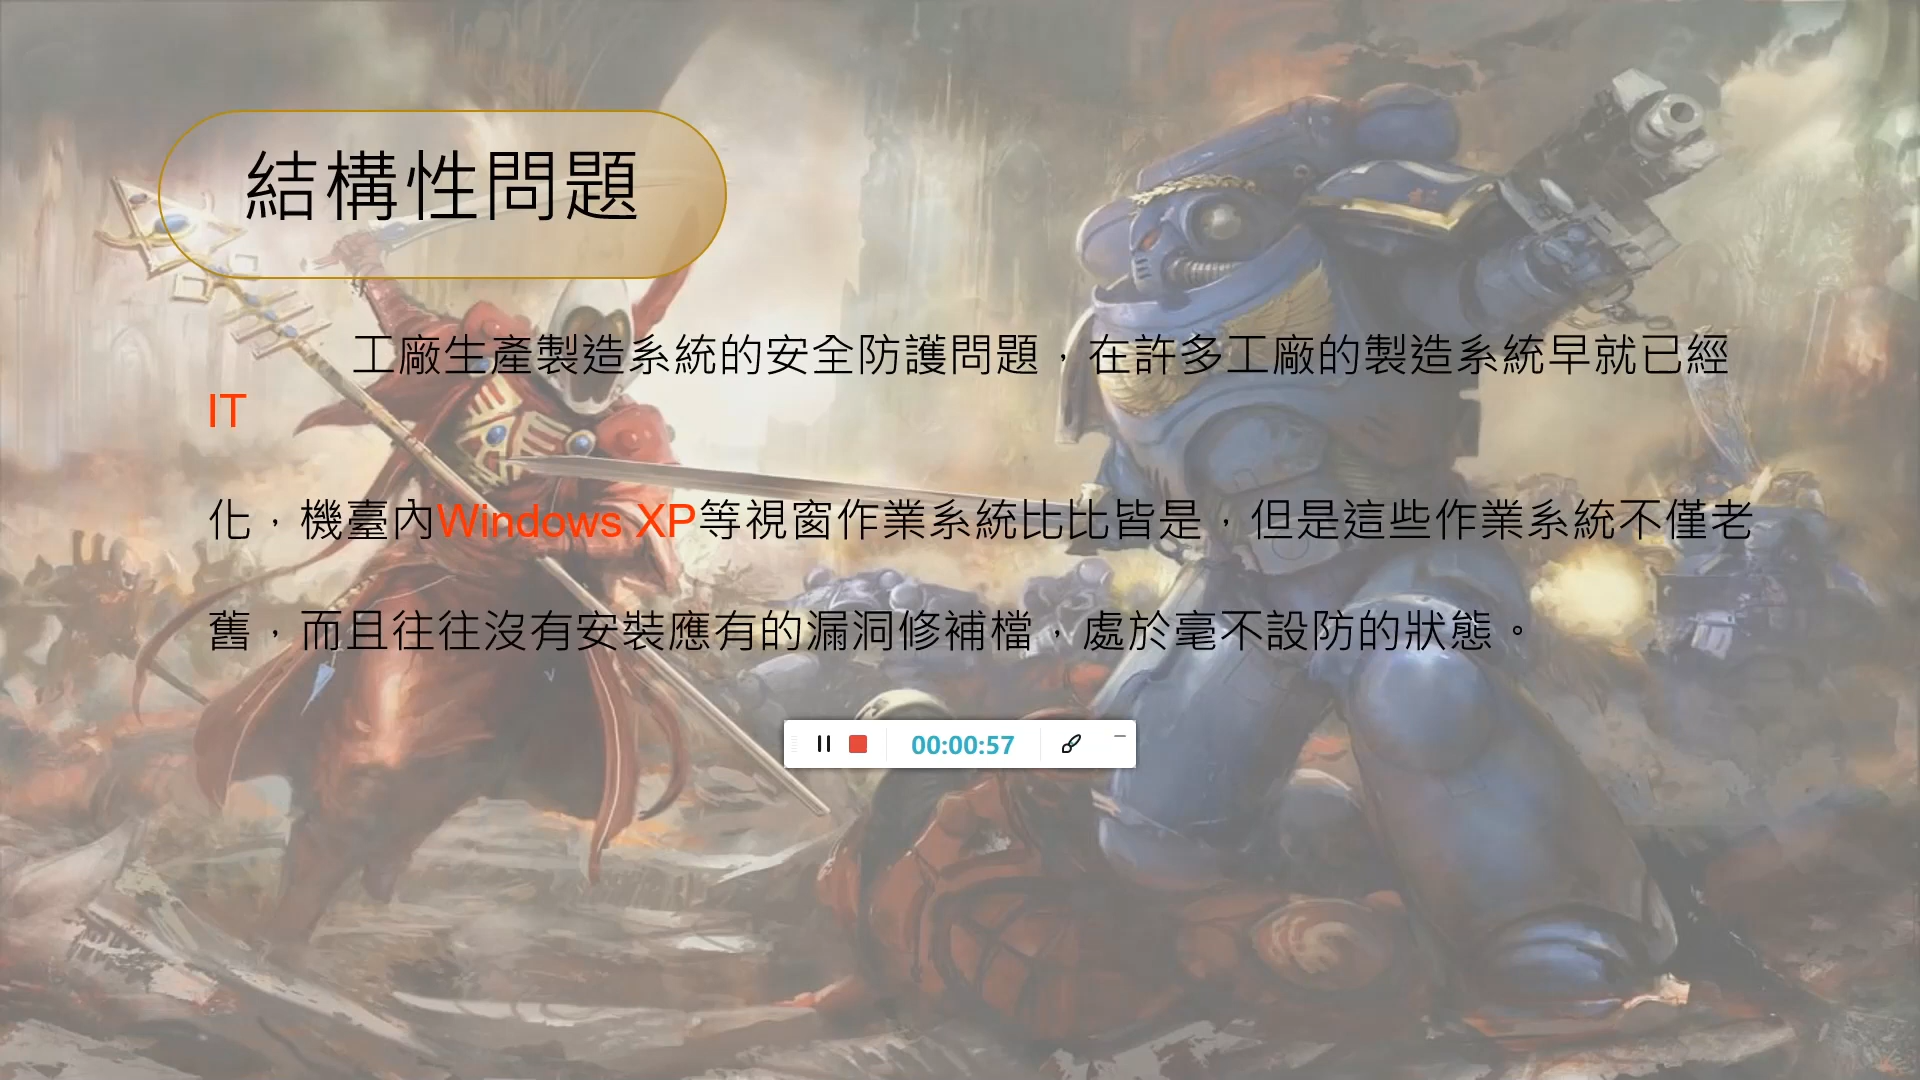 結構性問題
工廠生產製造系統的安全防護問題，在許多工廠的製造系統早就已經
IT
化，機臺內Windows XP等視窗作業系統比比皆是，但是這些作業系統不僅老
舊，而且往往沒有安裝應有的漏洞修補檔，處於毫不設防的狀態。
00:00:57